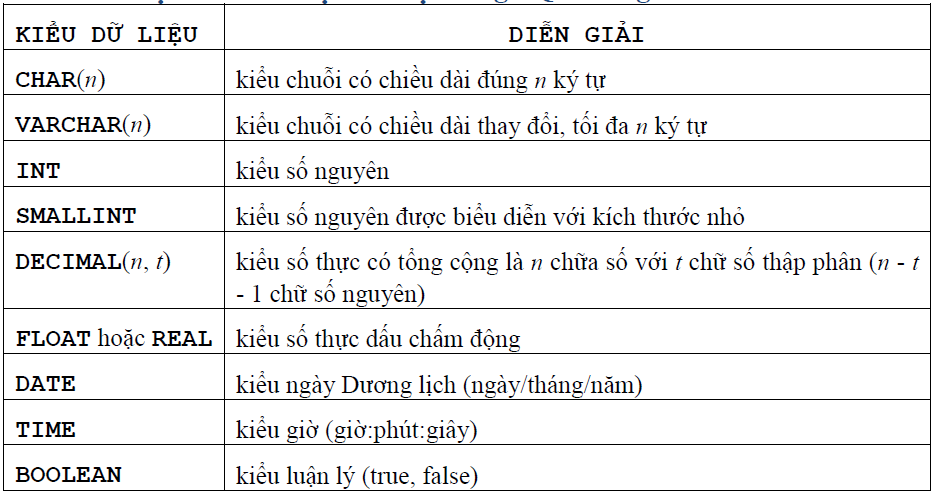 KIỂU DỮ LIỆU DIỄN GIẢI
CHAR(n) kiểu chuỗi có chiều dài đúng n ký tự
VARCHAR(n) kiểu chuỗi có chiều dài thay đổi, tối đa n ký tự
INT kiểu số nguyên
SMALLINT kiểu số nguyên được biểu diễn với kích thước nhỏ
DECIMAL(n, t) kiểu số thực có tổng cộng là n chữa số với t chữ số thập phân (n - t
- 1 chữ số nguyên)
FLOAT hoặc REAL kiểu số thực dấu chấm động
DATE kiểu ngày Dương lịch (ngày/tháng/năm)
TIME kiểu giờ (giờ:phút:giây)
BOOLEAN kiểu luận lý (true, false)